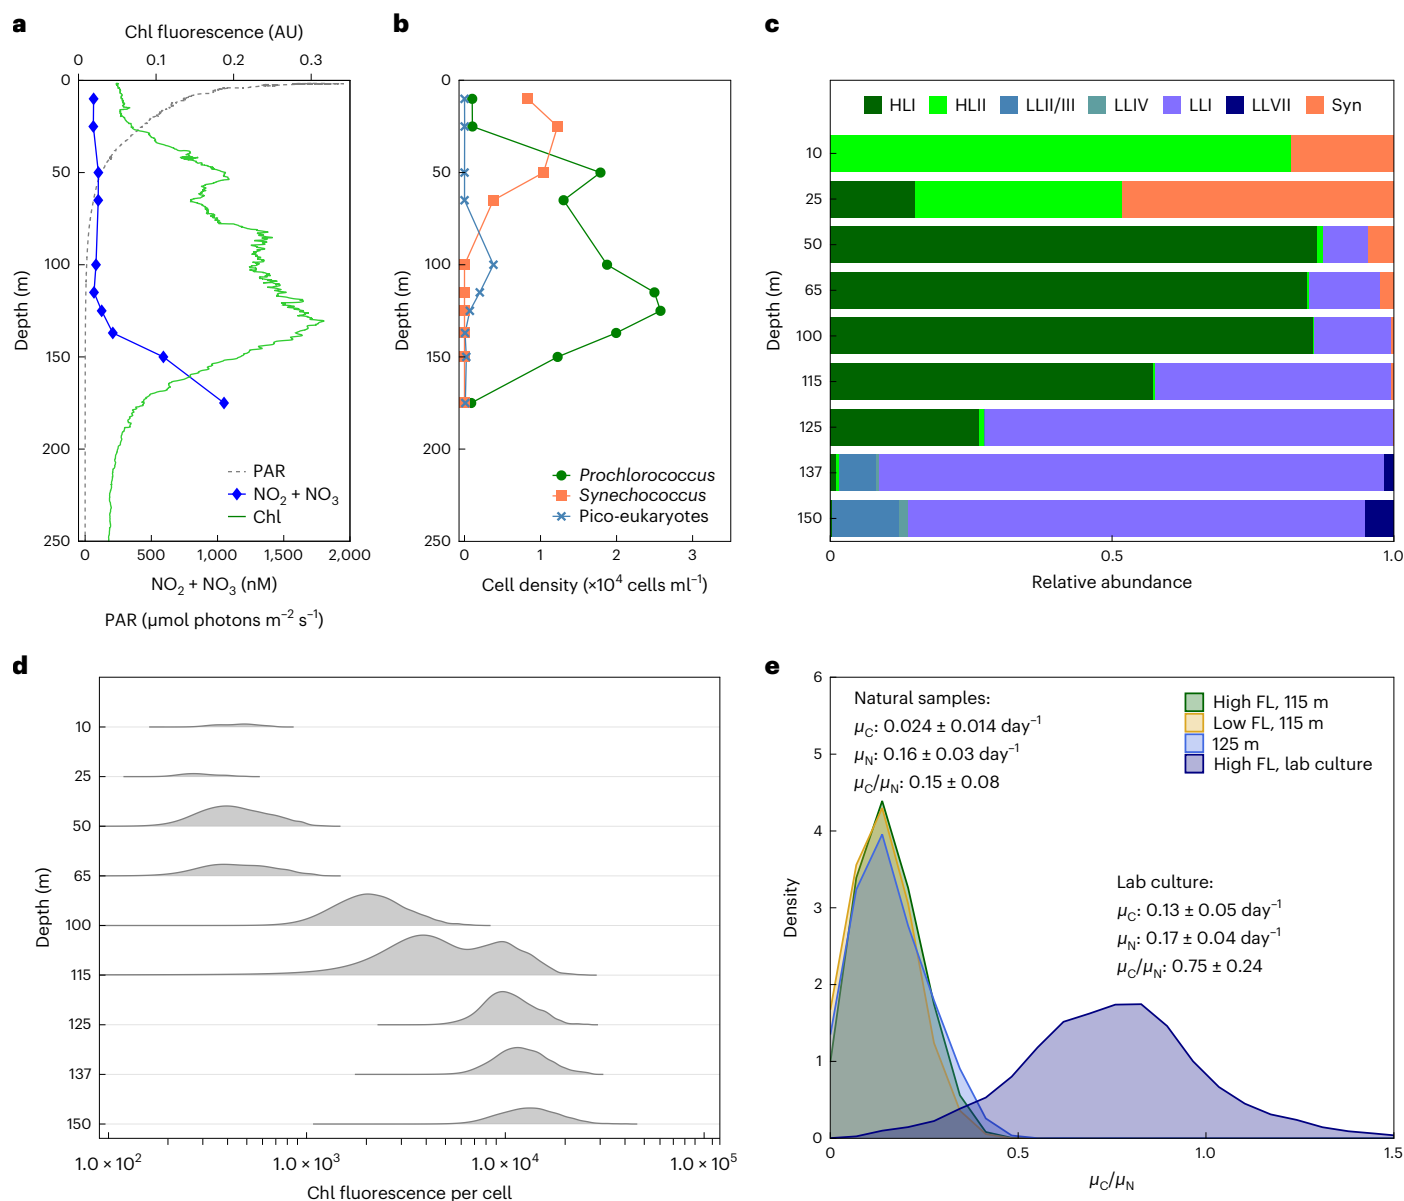 a
Chl fluorescence (AU)
0 0.1 0.2 0.3
0
50
100
150
200
250
Depth (m)
PAR
NO₂ + NO₃
Chl
0 500 1,000 1,500 2,000
NO₂ + NO₃ (nM)
PAR (µmol photons m⁻² s⁻¹)
b
0
50
100
150
200
250
Depth (m)
Prochlorococcus
Synechococcus
Pico-eukaryotes
0 1 2 3
Cell density (×10⁴ cells ml⁻¹)
c
HLI HLII LLII/III LLIV LLI LLVII Syn
10
25
50
65
100
115
125
137
150
Depth (m)
0 0.5 1.0
Relative abundance
d
10
25
50
65
100
115
125
137
150
Depth (m)
1.0 × 10² 1.0 × 10³ 1.0 × 10⁴ 1.0 × 10⁵
Chl fluorescence per cell
e
6
5
4
3
2
1
0
Density
Natural samples:
µC: 0.024 ± 0.014 day⁻¹
µN: 0.16 ± 0.03 day⁻¹
µC/µN: 0.15 ± 0.08
High FL, 115 m
Low FL, 115 m
125 m
High FL, lab culture
Lab culture:
µC: 0.13 ± 0.05 day⁻¹
µN: 0.17 ± 0.04 day⁻¹
µC/µN: 0.75 ± 0.24
0 0.5 1.0 1.5
µC/µN